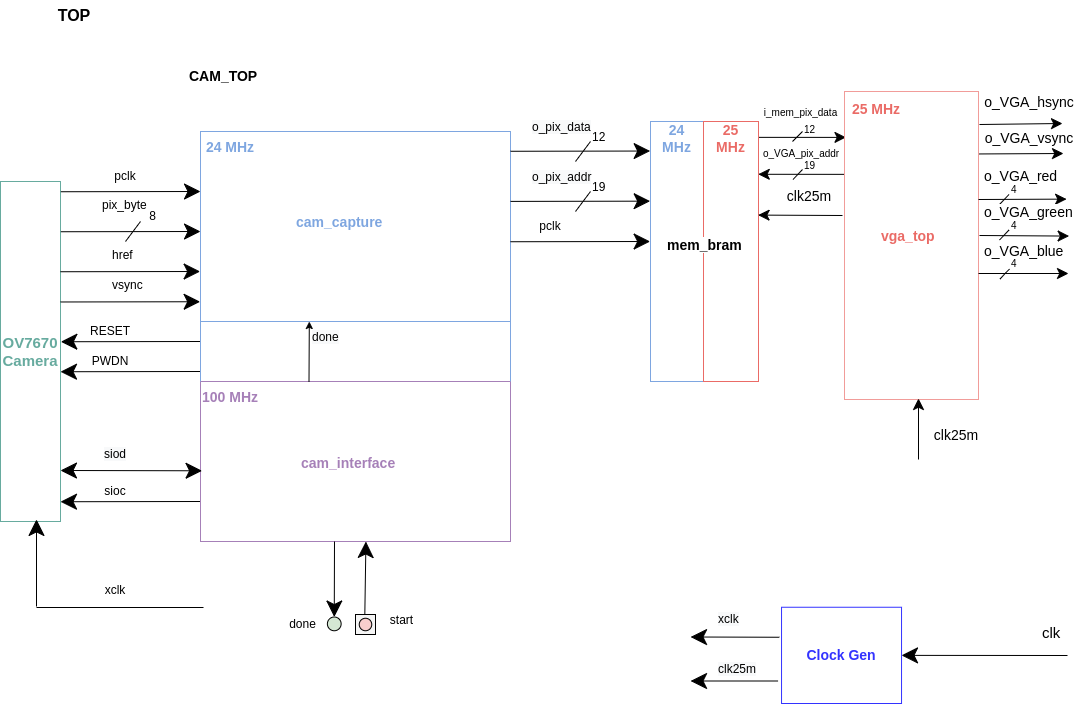 TOP
CAM_TOP
24 MHz
cam_capture
pclk
pix_byte
8
href
vsync
RESET
PWDN
OV7670
Camera
done
100 MHz
cam_interface
siod
sioc
xclk
done
start
o_pix_data
12
o_pix_addr
19
pclk
24
MHz
25
MHz
mem_bram
i_mem_pix_data
12
o_VGA_pix_addr
19
clk25m
25 MHz
vga_top
o_VGA_hsync
o_VGA_vsync
o_VGA_red
4
o_VGA_green
4
o_VGA_blue
4
clk25m
xclk
clk25m
Clock Gen
clk